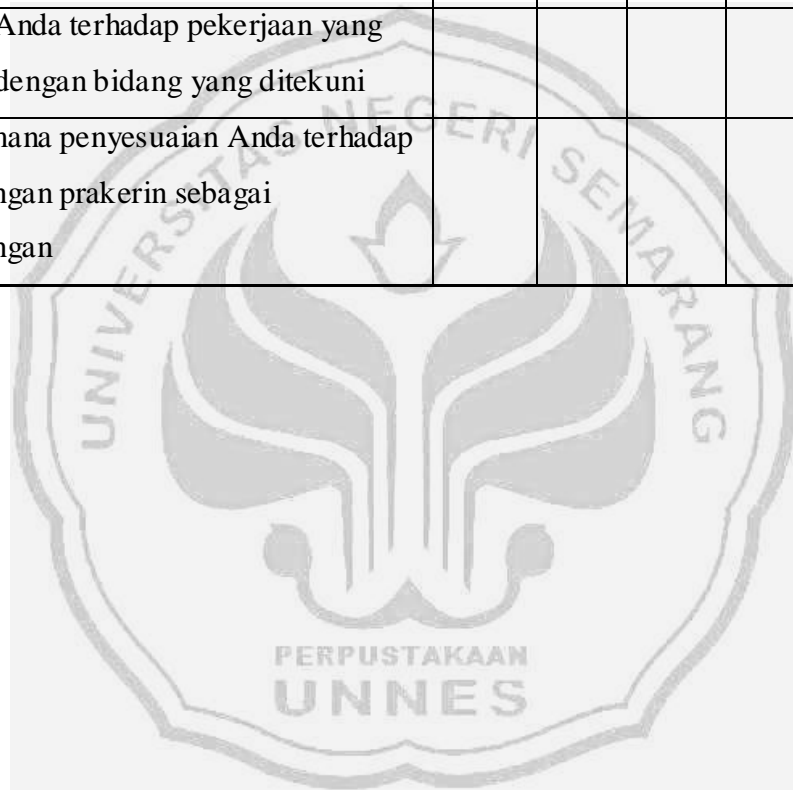 Anda terhadap pekerjaan yang
dengan bidang yang ditekuni
mana penyesuaian Anda terhadap
ngan prakerin sebagai
ngan
UNIVERSITAS NEGERI SEMARANG
PERPUSTAKAAN
UNNES